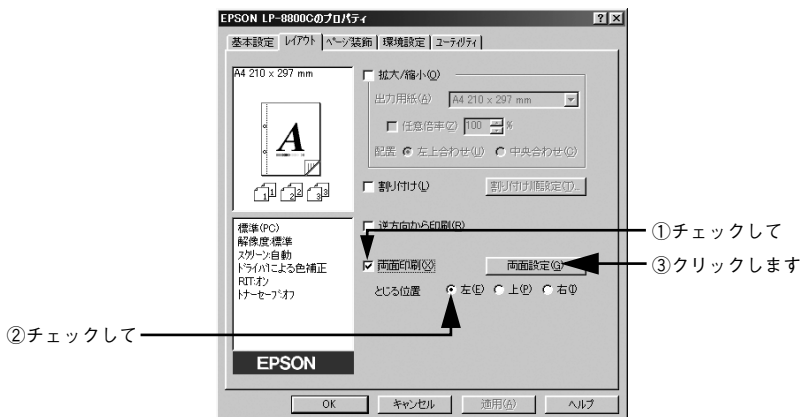 EPSON LP-8800Cのプロパティ
基本設定 レイアウト ページ装飾 環境設定 ユーティリティ
A4 210 x 297 mm
A
1 1 2 2 3 3
標準(PC)
解像度:標準
スクリーン:自動
ドライバによる色補正
RIT:オン
トナーセーブ:オフ
EPSON
拡大/縮小(O)
出力用紙(A) A4 210 x 297 mm
任意倍率(Z) 100 %
配置 左上合わせ(U) 中央合わせ(C)
割り付け(L) 割り付け順設定(T)...
逆方向から印刷(R)
両面印刷(X) 両面設定(G)...
とじる位置 左(E) 上(P) 右(I)
①チェックして
③クリックします
②チェックして
OK キャンセル 適用(A) ヘルプ